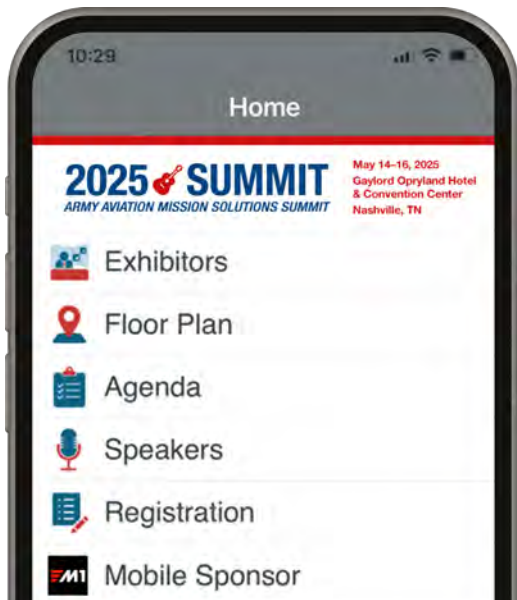 10:29
Home
2025 SUMMIT
ARMY AVIATION MISSION SOLUTIONS SUMMIT
May 14–16, 2025
Gaylord Opryland Hotel
& Convention Center
Nashville, TN
Exhibitors
Floor Plan
Agenda
Speakers
Registration
M1
Mobile Sponsor